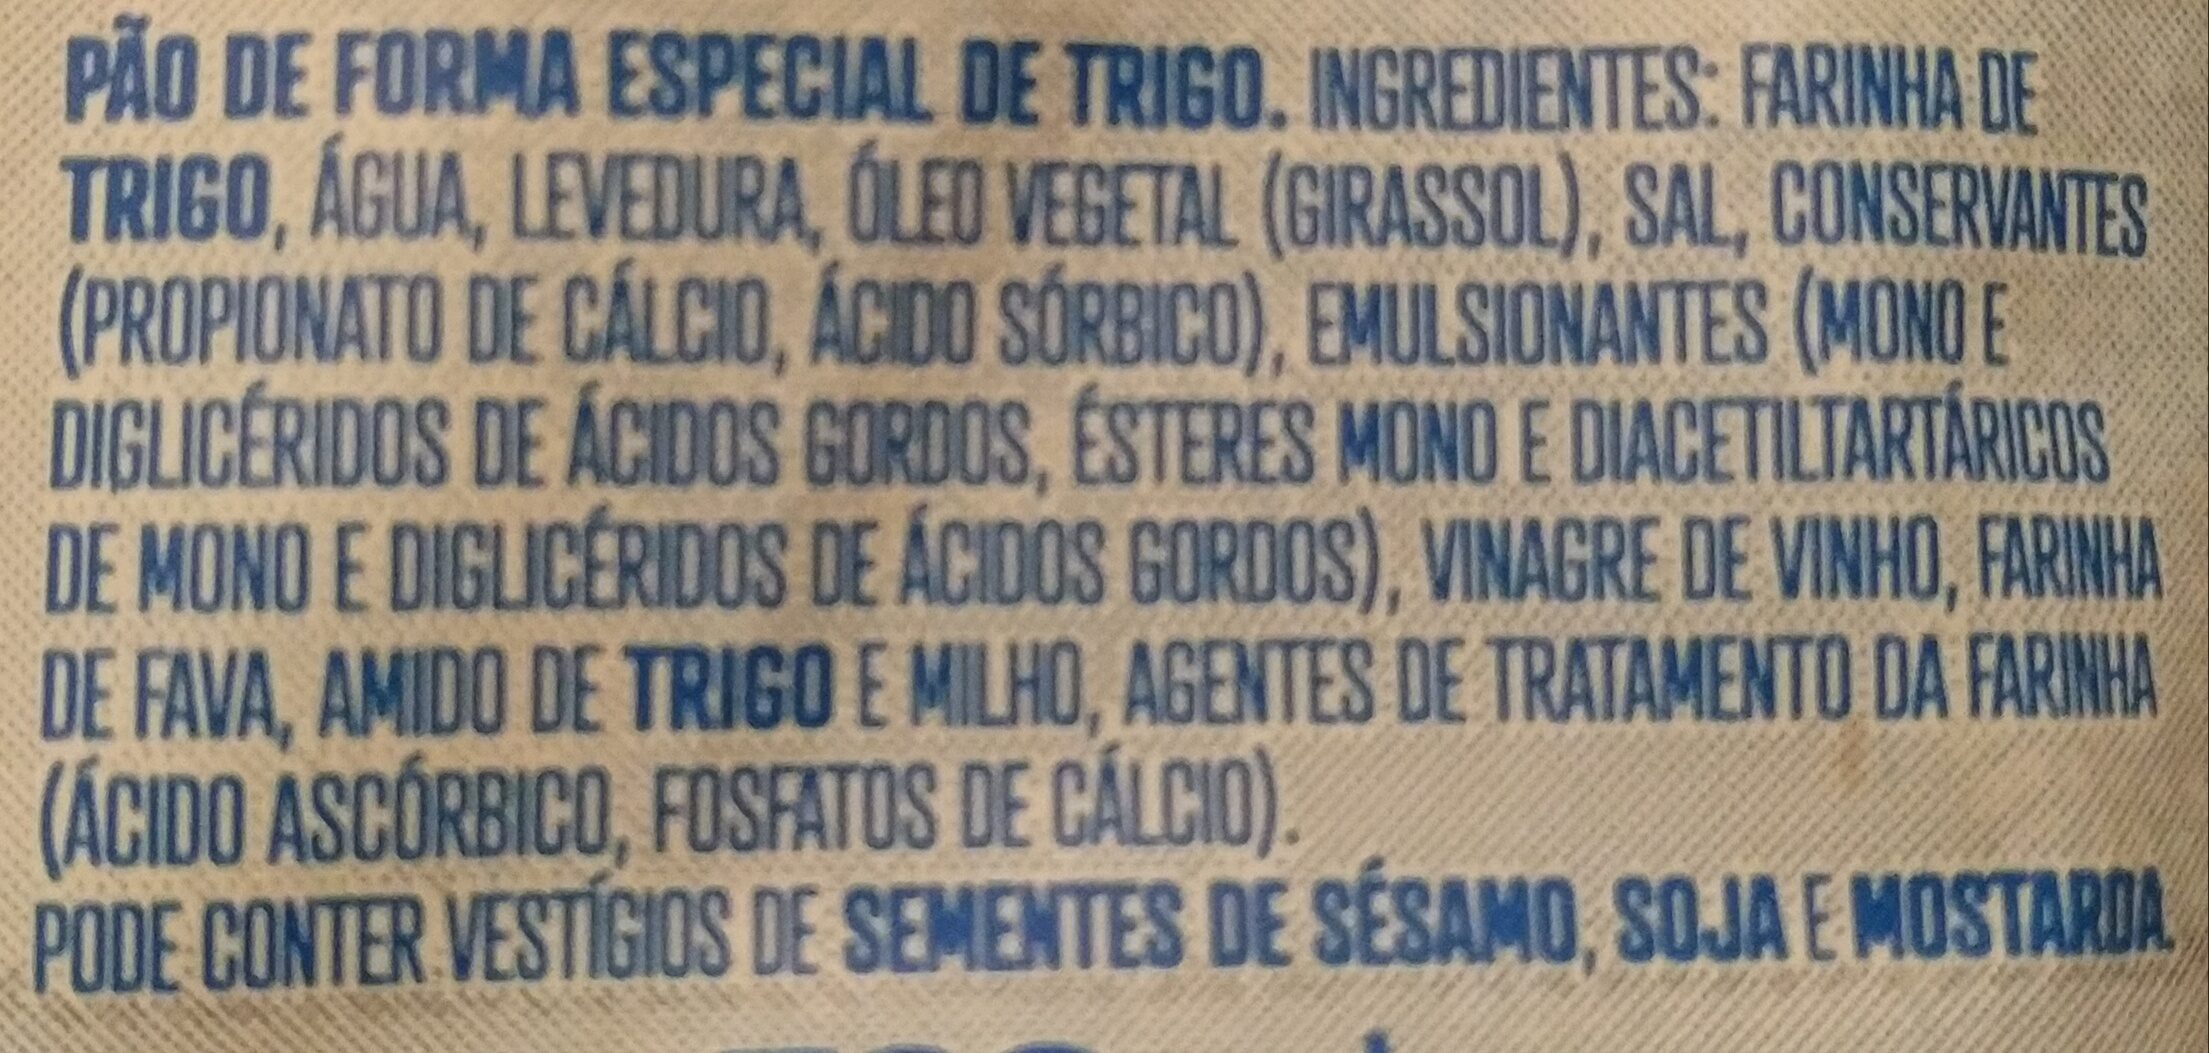 PÃO DE FORMA ESPECIAL DE TRIGO. INGREDIENTES: FARINHA DE
TRIGO, ÁGUA, LEVEDURA, ÓLEO VEGETAL (GIRASSOL), SAL, CONSERVANTES
(PROPIONATO DE CÁLCIO, ÁCIDO SÓRBICO), EMULSIONANTES (MONO E
DIGLICÉRIDOS DE ÁCIDOS GORDOS, ÉSTERES MONO E DIACETILTARTÁRICOS
DE MONO E DIGLICÉRIDOS DE ÁCIDOS GORDOS), VINAGRE DE VINHO, FARINHA
DE FAVA, AMIDO DE TRIGO E MILHO, AGENTES DE TRATAMENTO DA FARINHA
(ÁCIDO ASCÓRBICO, FOSFATOS DE CÁLCIO).
PODE CONTER VESTÍGIOS DE SEMENTES DE SÉSAMO, SOJA E MOSTARDA.